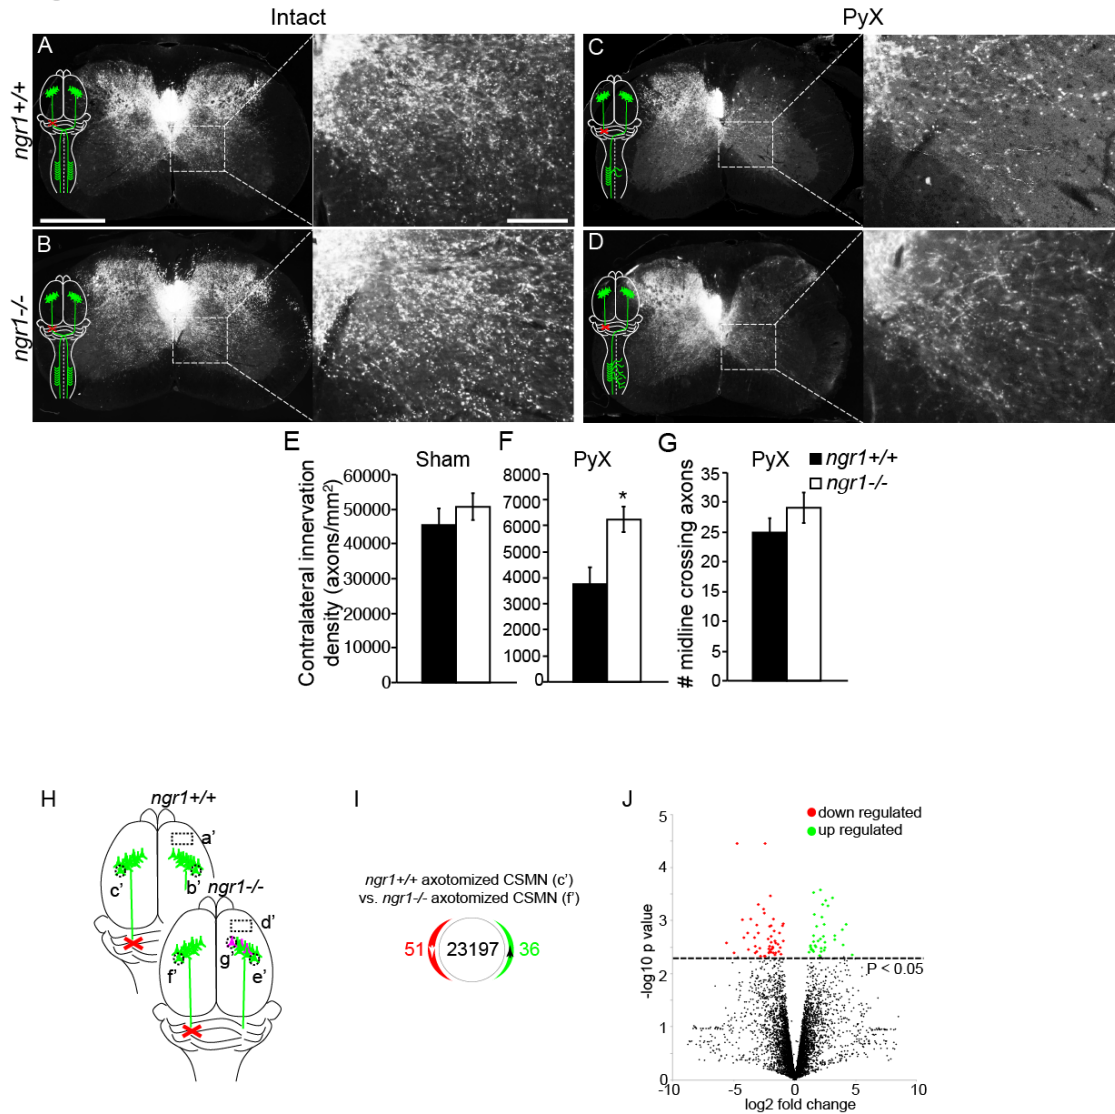 Intact
PyX
A
C
ngr1+/+
B
D
ngr1-/-
E
F
G
Sham
PyX
PyX
ngr1+/+
ngr1-/-
Contralateral innervation
density (axons/mm²)
60000
50000
40000
30000
20000
10000
0
8000
7000
6000
5000
4000
3000
2000
1000
0
*
# midline crossing axons
35
30
25
20
15
10
5
0
H
ngr1+/+
a'
c'
b'
ngr1-/-
d'
f'
g'
e'
I
ngr1+/+ axotomized CSMN (c')
vs. ngr1-/- axotomized CSMN (f')
51
23197
36
J
down regulated
up regulated
-log10 p value
5
4
3
2
1
0
P < 0.05
-10
-5
0
5
10
log2 fold change